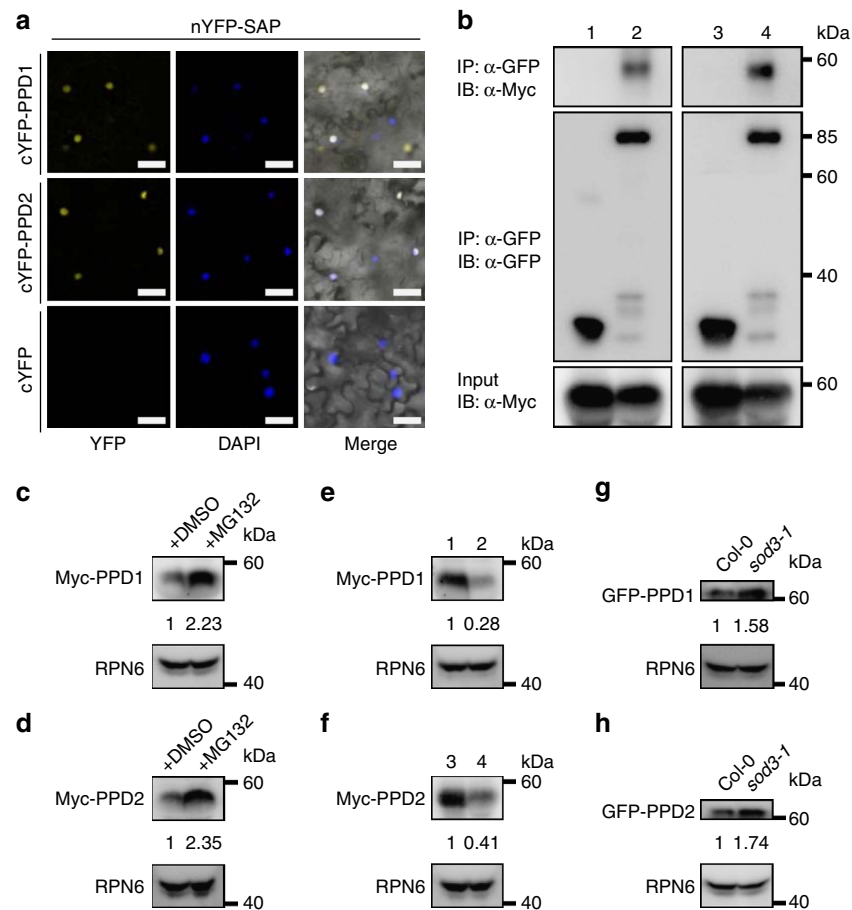 a
nYFP-SAP
cYFP-PPD1
cYFP-PPD2
cYFP
YFP DAPI Merge
b
1 2 3 4 kDa
IP: α-GFP
IB: α-Myc
60
85
60
IP: α-GFP
IB: α-GFP
40
Input
IB: α-Myc
60
c
+DMSO +MG132 kDa
Myc-PPD1 60
1 2.23
RPN6 40
d
+DMSO +MG132 kDa
Myc-PPD2 60
1 2.35
RPN6 40
e
1 2 kDa
Myc-PPD1 60
1 0.28
RPN6 40
f
3 4 kDa
Myc-PPD2 60
1 0.41
RPN6 40
g
Col-0 sod3-1 kDa
GFP-PPD1 60
1 1.58
RPN6 40
h
Col-0 sod3-1 kDa
GFP-PPD2 60
1 1.74
RPN6 40